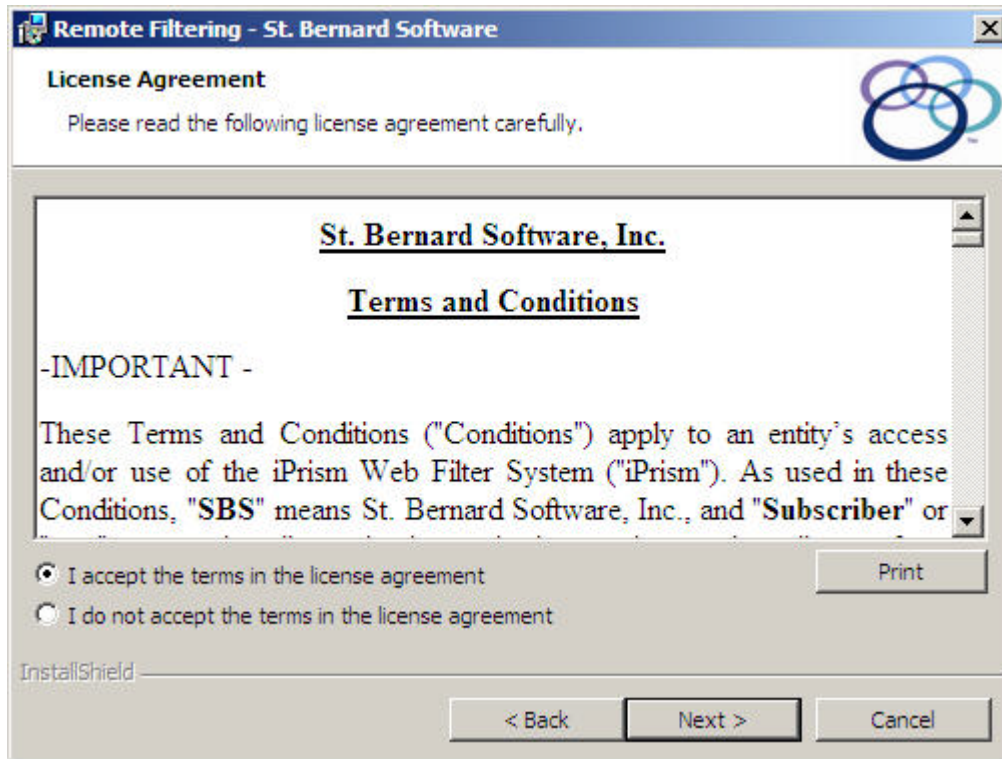 Remote Filtering - St. Bernard Software
License Agreement
Please read the following license agreement carefully.
TM
St. Bernard Software, Inc.
Terms and Conditions
-IMPORTANT -
These Terms and Conditions ("Conditions") apply to an entity’s access
and/or use of the iPrism Web Filter System ("iPrism"). As used in these
Conditions, "SBS" means St. Bernard Software, Inc., and "Subscriber" or
I accept the terms in the license agreement
Print
I do not accept the terms in the license agreement
InstallShield
< Back
Next >
Cancel